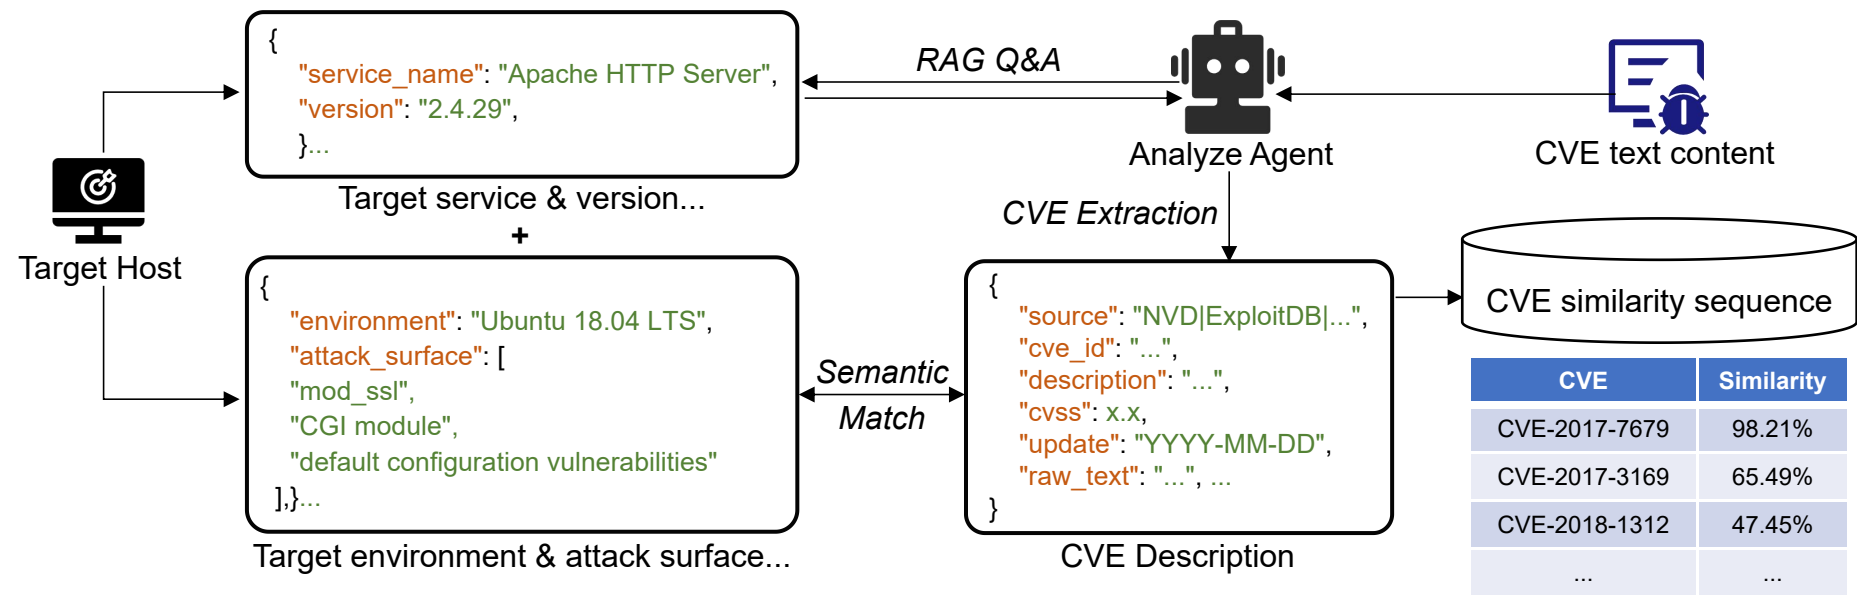 {
"service_name": "Apache HTTP Server",
"version": "2.4.29",
}...
Target service & version...
+
Target Host
{
"environment": "Ubuntu 18.04 LTS",
"attack_surface": [
"mod_ssl",
"CGI module",
"default configuration vulnerabilities"
],}...
Target environment & attack surface...
RAG Q&A
Analyze Agent
CVE text content
CVE Extraction
Semantic
Match
{
"source": "NVD|ExploitDB|...",
"cve_id": "...",
"description": "...",
"cvss": x.x,
"update": "YYYY-MM-DD",
"raw_text": "...", ...
}
CVE Description
CVE similarity sequence
CVE Similarity
CVE-2017-7679 98.21%
CVE-2017-3169 65.49%
CVE-2018-1312 47.45%
... ...